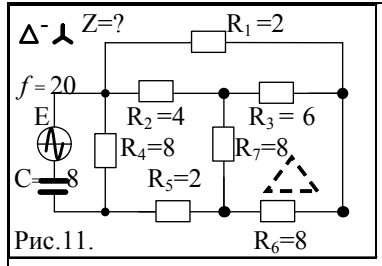 Δ - Z=?
R1=2
f = 20
E
R2=4
R3 = 6
R4=8
R7=8
C= 8
R5=2
R6=8
Рис.11.